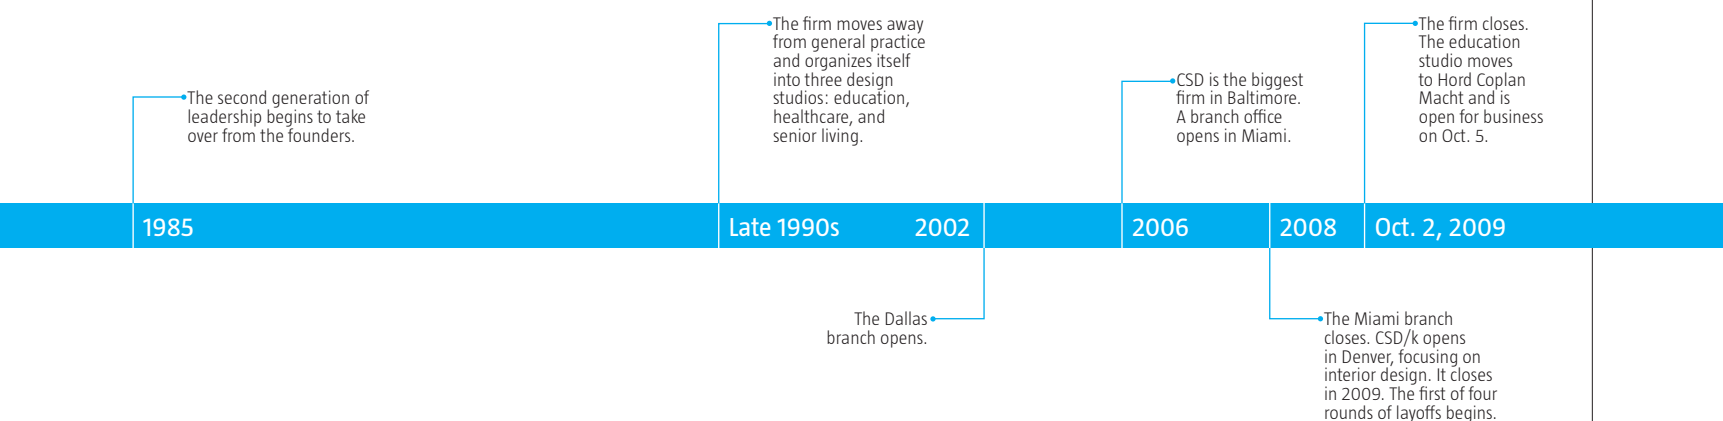 The second generation of
leadership begins to take
over from the founders.
The firm moves away
from general practice
and organizes itself
into three design
studios: education,
healthcare, and
senior living.
CSD is the biggest
firm in Baltimore.
A branch office
opens in Miami.
The firm closes.
The education
studio moves
to Hord Coplan
Macht and is
open for business
on Oct. 5.
1985
Late 1990s
2002
2006
2008
Oct. 2, 2009
The Dallas
branch opens.
The Miami branch
closes. CSD/k opens
in Denver, focusing on
interior design. It closes
in 2009. The first of four
rounds of layoffs begins.